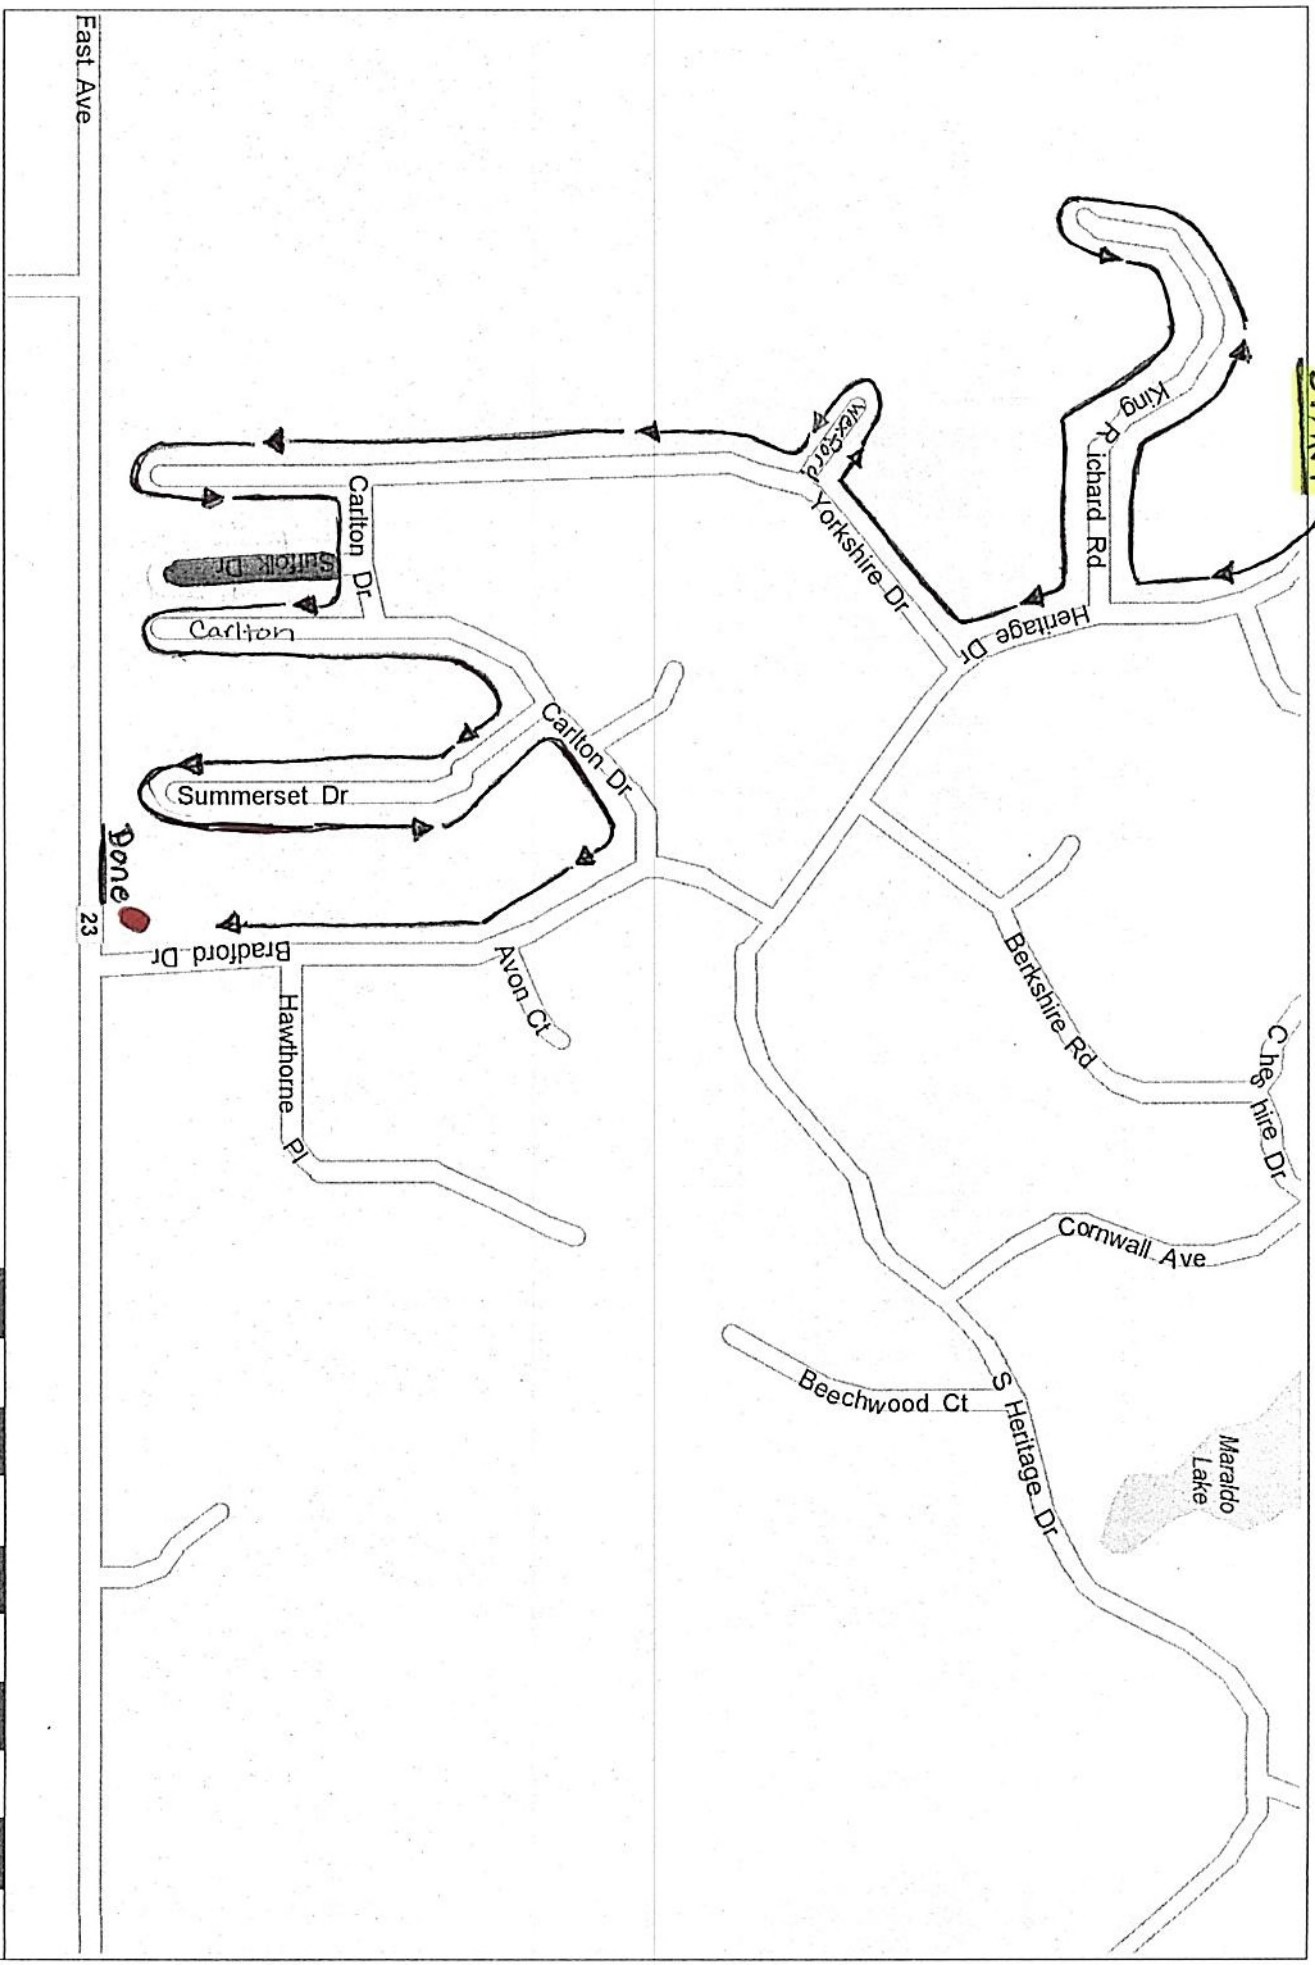 START
East Ave
King Richard Rd
Wexford
Yorkshire Dr
Heritage Dr
Carlton Dr
Suffolk Dr
Carlton
Carlton Dr
Summerset Dr
Done
23
Bradford Dr
Avon Ct
Hawthorne Pl
Berkshire Rd
Cheshire Dr
Cornwall Ave
Beechwood Ct
S Heritage Dr
Maraldo
Lake